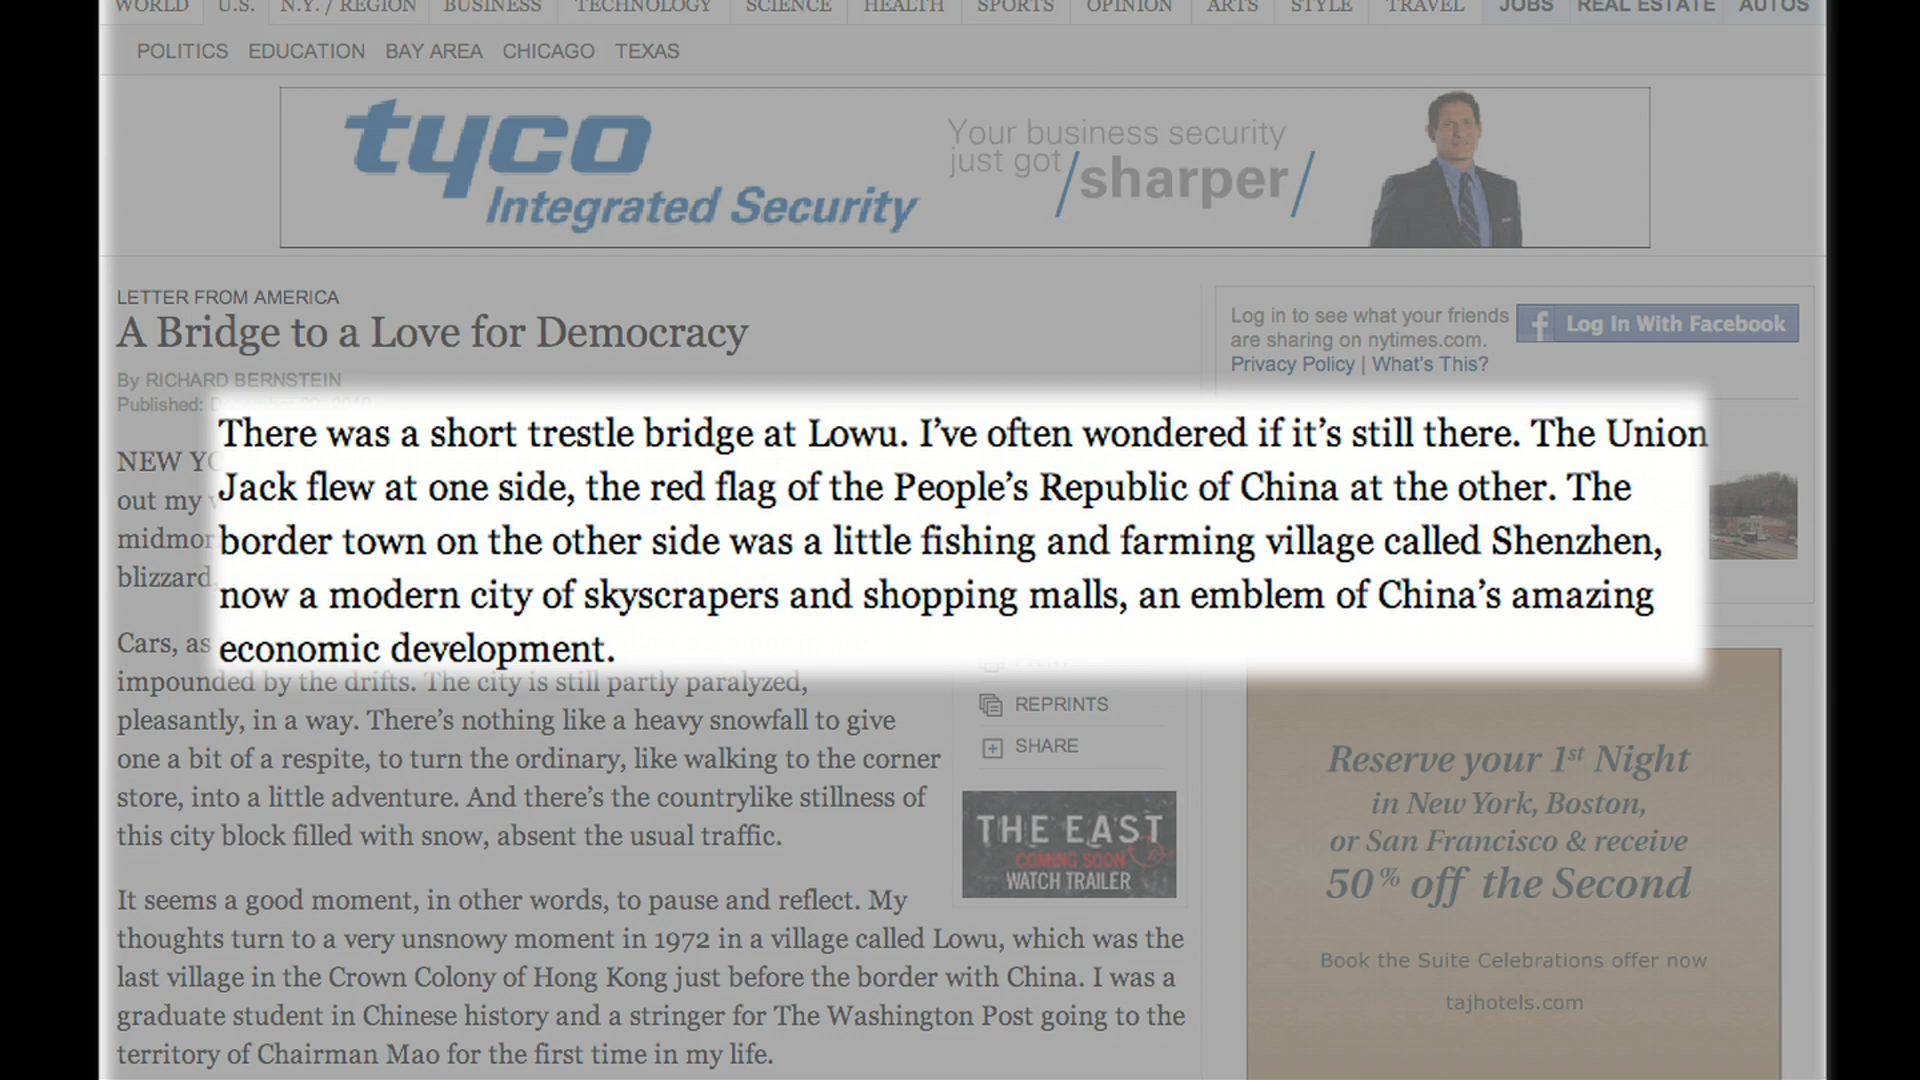 WORLD U.S. N.Y. / REGION BUSINESS TECHNOLOGY SCIENCE HEALTH SPORTS OPINION ARTS STYLE TRAVEL JOBS REAL ESTATE AUTOS
POLITICS EDUCATION BAY AREA CHICAGO TEXAS
tyco
Integrated Security
Your business security
just got /sharper/
LETTER FROM AMERICA
A Bridge to a Love for Democracy
By RICHARD BERNSTEIN
Published:
Log in to see what your friends
are sharing on nytimes.com.
Privacy Policy | What's This?
f Log In With Facebook
There was a short trestle bridge at Lowu. I've often wondered if it's still there. The Union
Jack flew at one side, the red flag of the People's Republic of China at the other. The
border town on the other side was a little fishing and farming village called Shenzhen,
now a modern city of skyscrapers and shopping malls, an emblem of China's amazing
economic development.
NEW
out my
blizzard
Cars, as
impounded by the drifts. The city is still partly paralyzed,
pleasantly, in a way. There's nothing like a heavy snowfall to give
one a bit of a respite, to turn the ordinary, like walking to the corner
store, into a little adventure. And there's the countrylike stillness of
this city block filled with snow, absent the usual traffic.
It seems a good moment, in other words, to pause and reflect. My
thoughts turn to a very unsnowy moment in 1972 in a village called Lowu, which was the
last village in the Crown Colony of Hong Kong just before the border with China. I was a
graduate student in Chinese history and a stringer for The Washington Post going to the
territory of Chairman Mao for the first time in my life.
REPRINTS
SHARE
THE EAST
COMING SOON
WATCH TRAILER
Reserve your 1st Night
in New York, Boston,
or San Francisco & receive
50% off the Second
Book the Suite Celebrations offer now
tajhotels.com